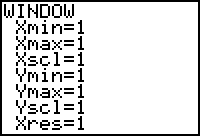 WINDOW
Xmin=1
Xmax=1
Xscl=1
Ymin=1
Ymax=1
Yscl=1
Xres=1